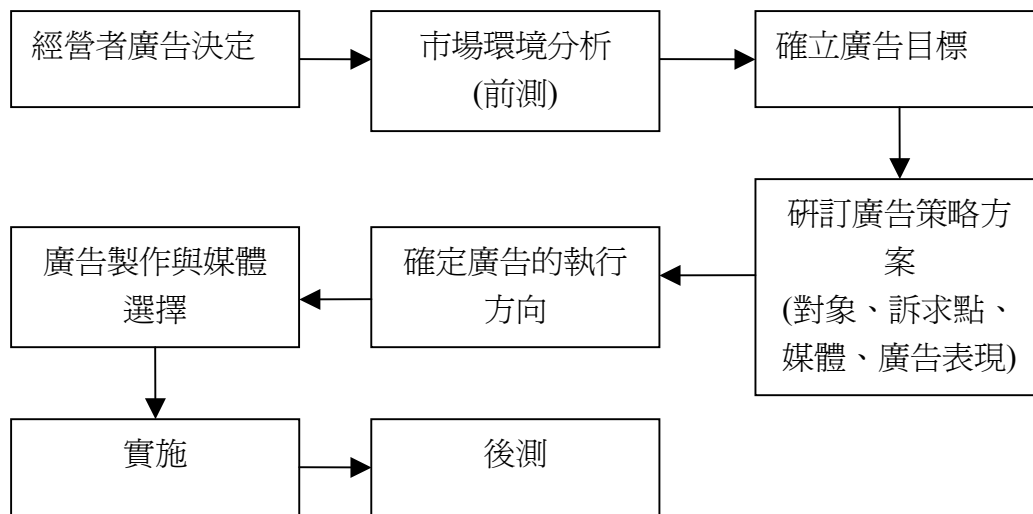 經營者廣告決定
市場環境分析
(前測)
確立廣告目標
研訂廣告策略方
案
(對象、訴求點、
媒體、廣告表現)
確定廣告的執行
方向
廣告製作與媒體
選擇
實施
後測